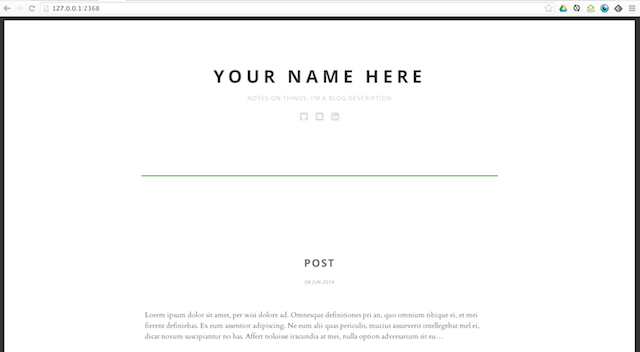 127.0.0.1:2368
YOUR NAME HERE
NOTES ON THINGS. I'M A BLOG DESCRIPTION
POST
04 JUN 2014
Lorem ipsum dolor sit amet, per wisi dolore ad. Omnesque definitiones pri an, quo omnium tibique ei, et mei
fierent definiebas. Ex eum assentior adipiscing. Ne eum alii quas periculis, mucius assueverit intellegebat mel ei,
dicat novum suscipiantur no has. Affert noluisse iracundia at mei, nulla option adversarium sit eu…